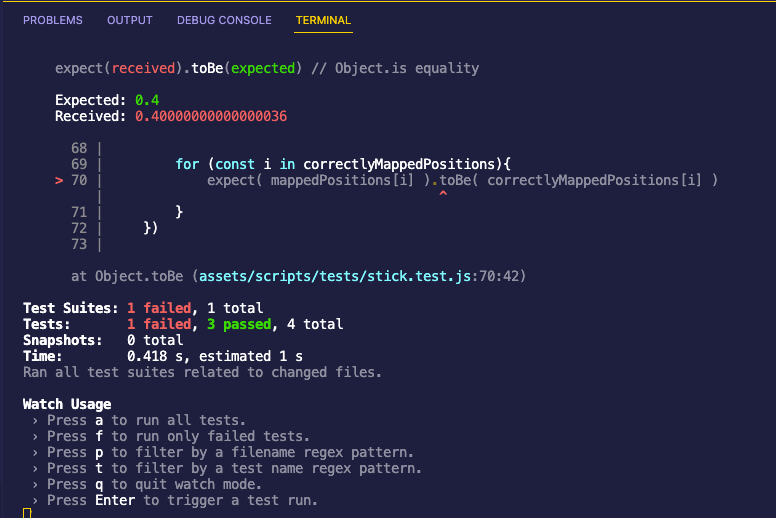 PROBLEMS OUTPUT DEBUG CONSOLE TERMINAL
expect(received).toBe(expected) // Object.is equality
Expected: 0.4
Received: 0.40000000000000036
68 |
69 | for (const i in correctlyMappedPositions){
> 70 | expect( mappedPositions[i] ).toBe( correctlyMappedPositions[i] )
| ^
71 | }
72 | })
73 |
at Object.toBe (assets/scripts/tests/stick.test.js:70:42)
Test Suites: 1 failed, 1 total
Tests: 1 failed, 3 passed, 4 total
Snapshots: 0 total
Time: 0.418 s, estimated 1 s
Ran all test suites related to changed files.
Watch Usage
› Press a to run all tests.
› Press f to run only failed tests.
› Press p to filter by a filename regex pattern.
› Press t to filter by a test name regex pattern.
› Press q to quit watch mode.
› Press Enter to trigger a test run.